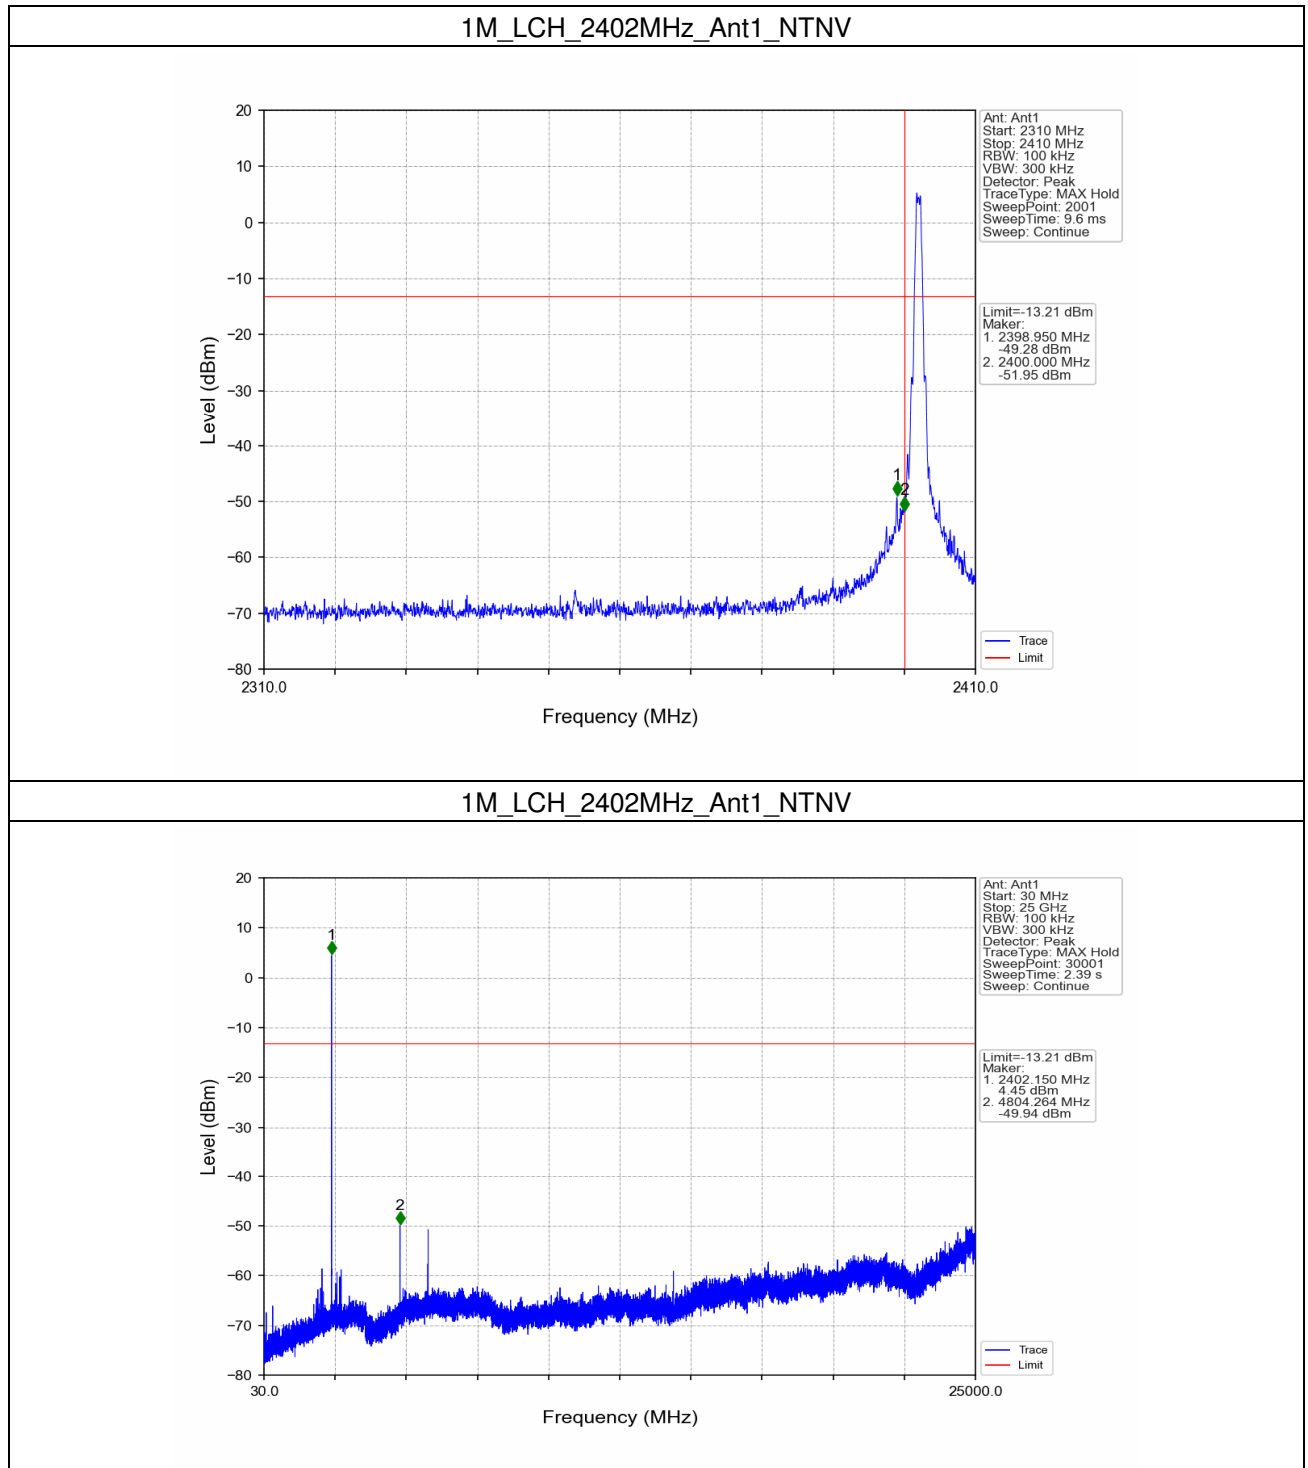 1M_LCH_2402MHz_Ant1_NTNV
20
10
0
−10
−20
−30
−40
−50
−60
−70
−80
Level (dBm)
2310.0
2410.0
Frequency (MHz)
1
2
Ant: Ant1
Start: 2310 MHz
Stop: 2410 MHz
RBW: 100 kHz
VBW: 300 kHz
Detector: Peak
TraceType: MAX Hold
SweepPoint: 2001
SweepTime: 9.6 ms
Sweep: Continue
Limit=-13.21 dBm
Maker:
1. 2398.950 MHz
-49.28 dBm
2. 2400.000 MHz
-51.95 dBm
Trace
Limit
1M_LCH_2402MHz_Ant1_NTNV
20
10
0
−10
−20
−30
−40
−50
−60
−70
−80
Level (dBm)
30.0
25000.0
Frequency (MHz)
1
2
Ant: Ant1
Start: 30 MHz
Stop: 25 GHz
RBW: 100 kHz
VBW: 300 kHz
Detector: Peak
TraceType: MAX Hold
SweepPoint: 30001
SweepTime: 2.39 s
Sweep: Continue
Limit=-13.21 dBm
Maker:
1. 2402.150 MHz
4.45 dBm
2. 4804.264 MHz
-49.94 dBm
Trace
Limit